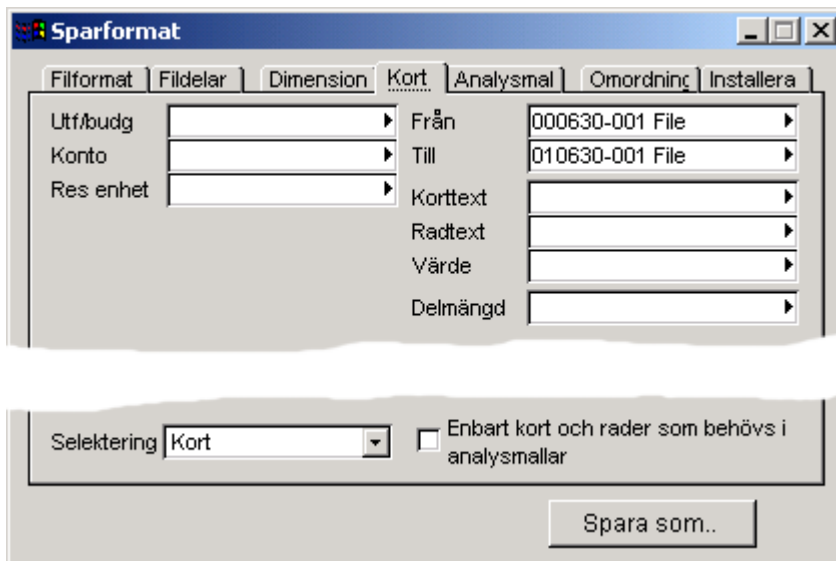 Sparformat
Filformat Fildelar Dimension Kort Analysmal Omordning Installera
Utf/budg
Konto
Res enhet
Från 000630-001 File
Till 010630-001 File
Korttext
Radtext
Värde
Delmängd
Selektering Kort
Enbart kort och rader som behövs i
analysmallar
Spara som..